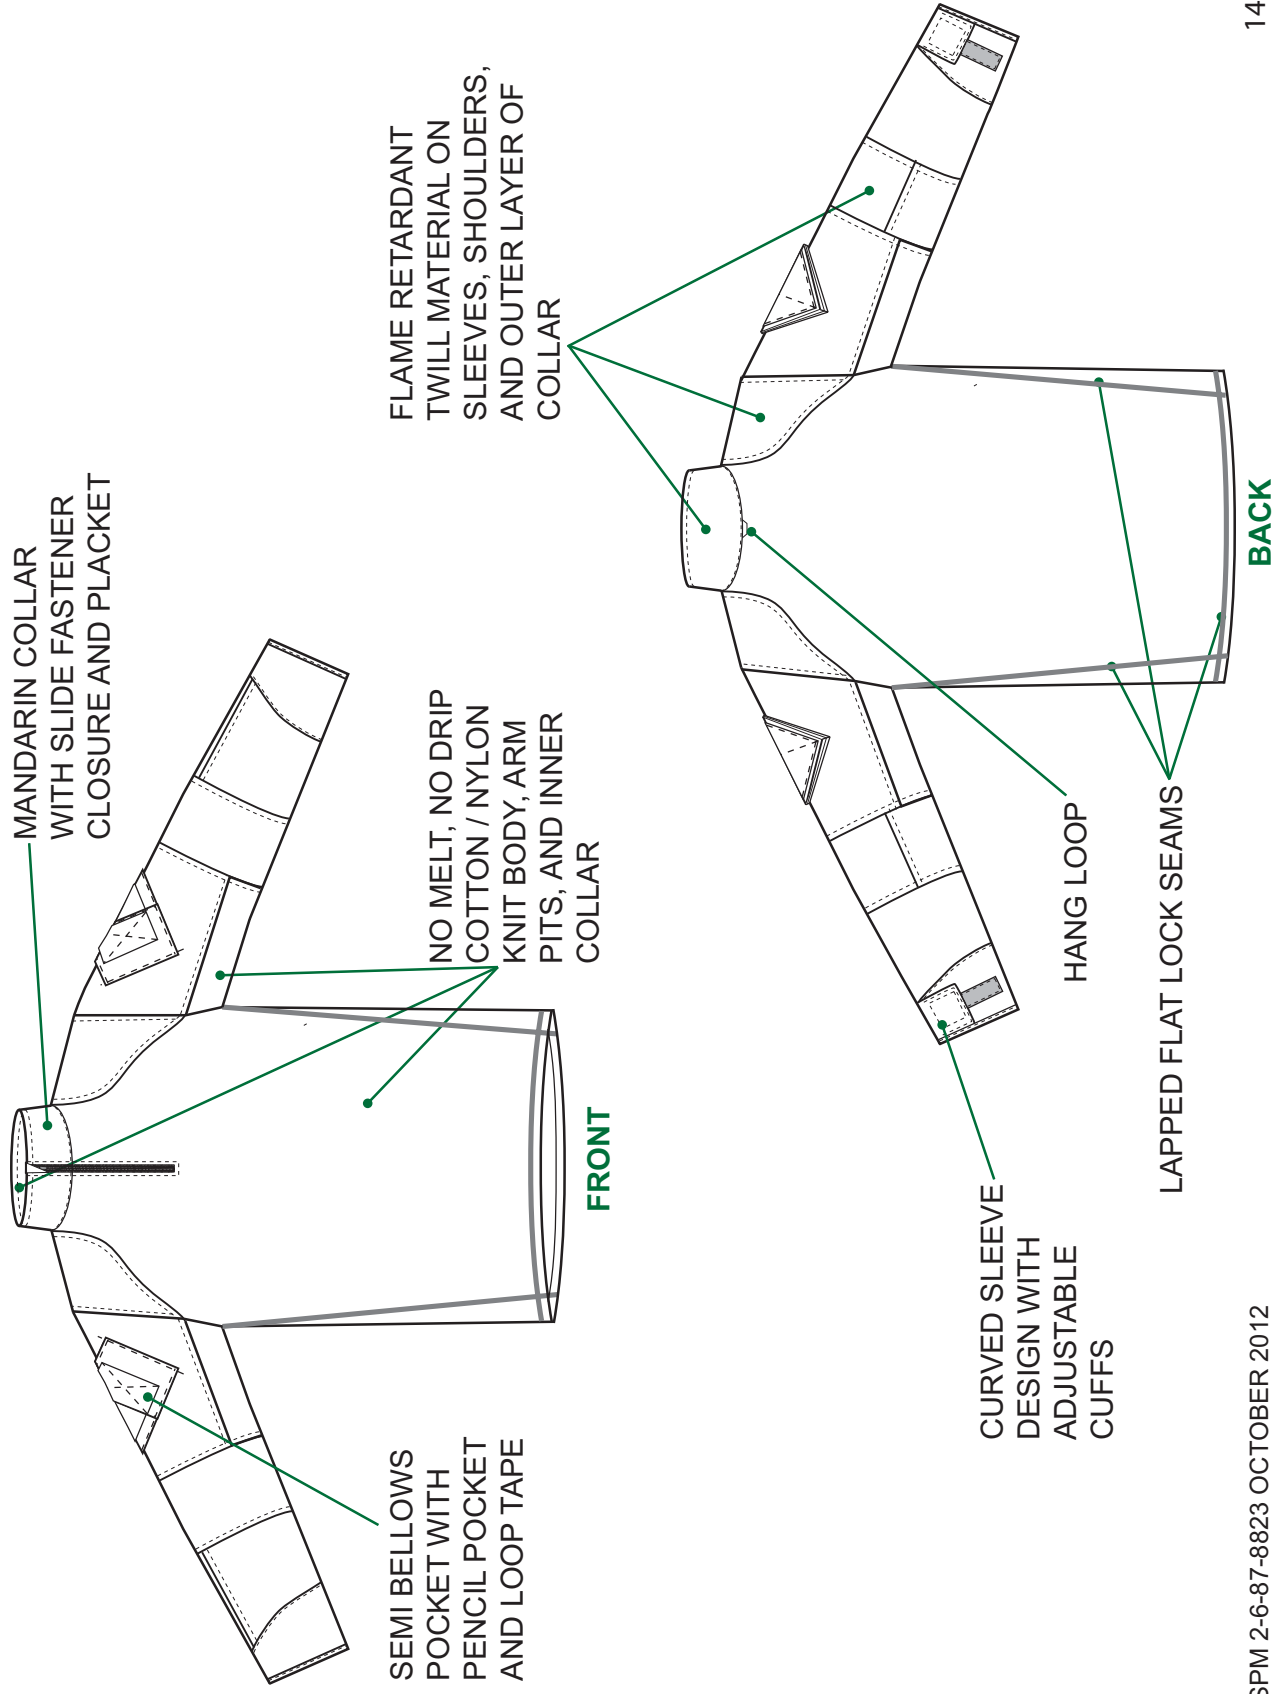 MANDARIN COLLAR
WITH SLIDE FASTENER
CLOSURE AND PLACKET
SEMI BELLOWS
POCKET WITH
PENCIL POCKET
AND LOOP TAPE
NO MELT, NO DRIP
COTTON / NYLON
KNIT BODY, ARM
PITS, AND INNER
COLLAR
FRONT
FLAME RETARDANT
TWILL MATERIAL ON
SLEEVES, SHOULDERS,
AND OUTER LAYER OF
COLLAR
CURVED SLEEVE
DESIGN WITH
ADJUSTABLE
CUFFS
HANG LOOP
LAPPED FLAT LOCK SEAMS
BACK
SPM 2-6-87-8823 OCTOBER 2012
14